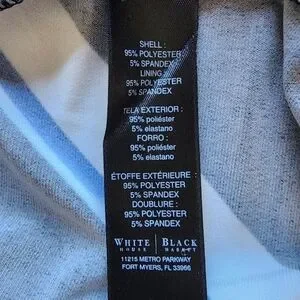 SHELL :
95% POLYESTER
5% SPANDEX
LINING :
95% POLYESTER
5% SPANDEX
TELA EXTERIOR :
95% poliéster
5% elastano
FORRO :
95% poliéster
5% elastano
ÉTOFFE EXTÉRIEURE :
95% POLYESTER
5% SPANDEX
DOUBLURE :
95% POLYESTER
5% SPANDEX
WHITE | BLACK
HOUSE | MARKET
11215 METRO PARKWAY
FORT MYERS, FL 33966